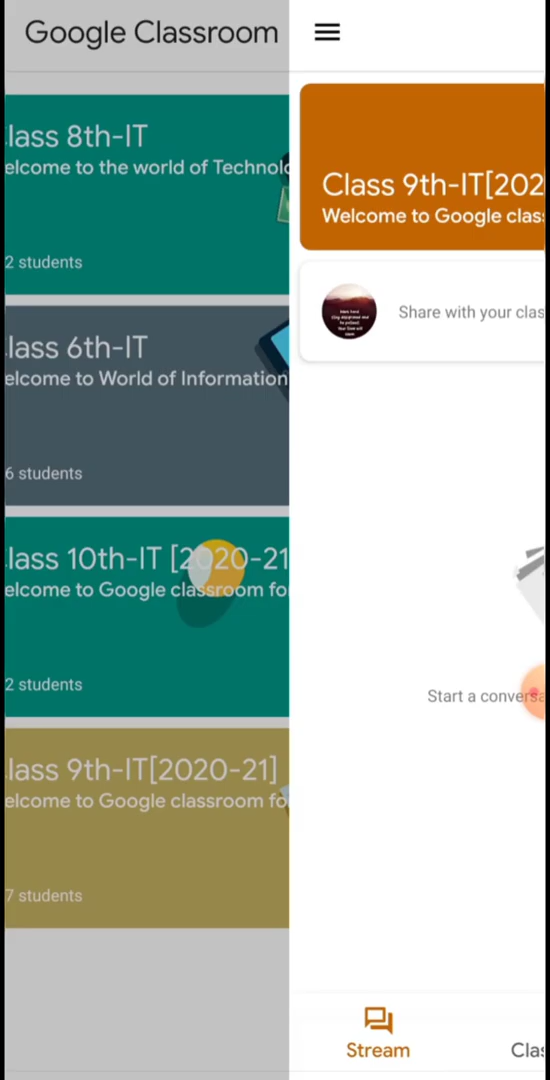 Google Classroom
lass 8th-IT
elcome to the world of Technolo
2 students
lass 6th-IT
elcome to World of Information
6 students
lass 10th-IT [2020-21
elcome to Google classroom fo
2 students
lass 9th-IT[2020-21]
elcome to Google classroom fo
7 students
Class 9th-IT[202
Welcome to Google clas
Share with your clas
Start a conversa
Stream
Clas